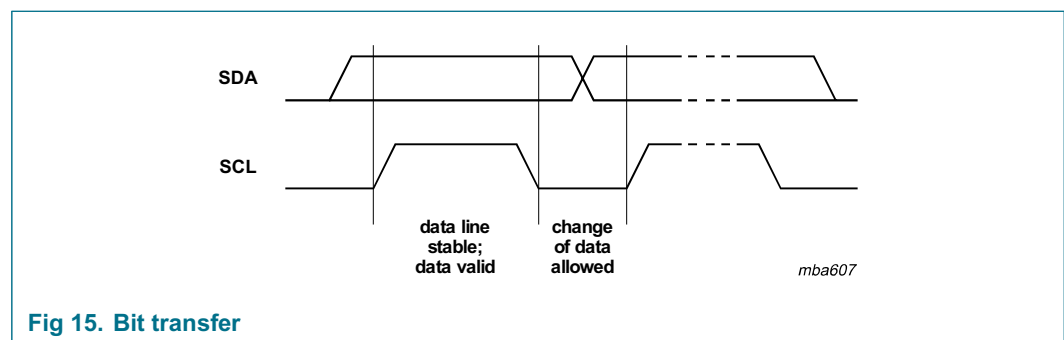 SDA
SCL
data line
stable;
data valid
change
of data
allowed
mba607
Fig 15. Bit transfer